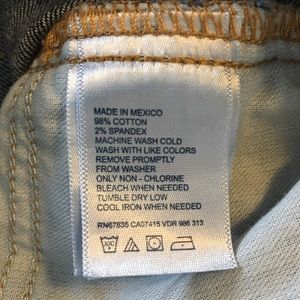 MADE IN MEXICO
98% COTTON
2% SPANDEX
MACHINE WASH COLD
WASH WITH LIKE COLORS
REMOVE PROMPTLY
FROM WASHER
ONLY NON - CHLORINE
BLEACH WHEN NEEDED
TUMBLE DRY LOW
COOL IRON WHEN NEEDED
RN67635 CA07415 VDR 986 313